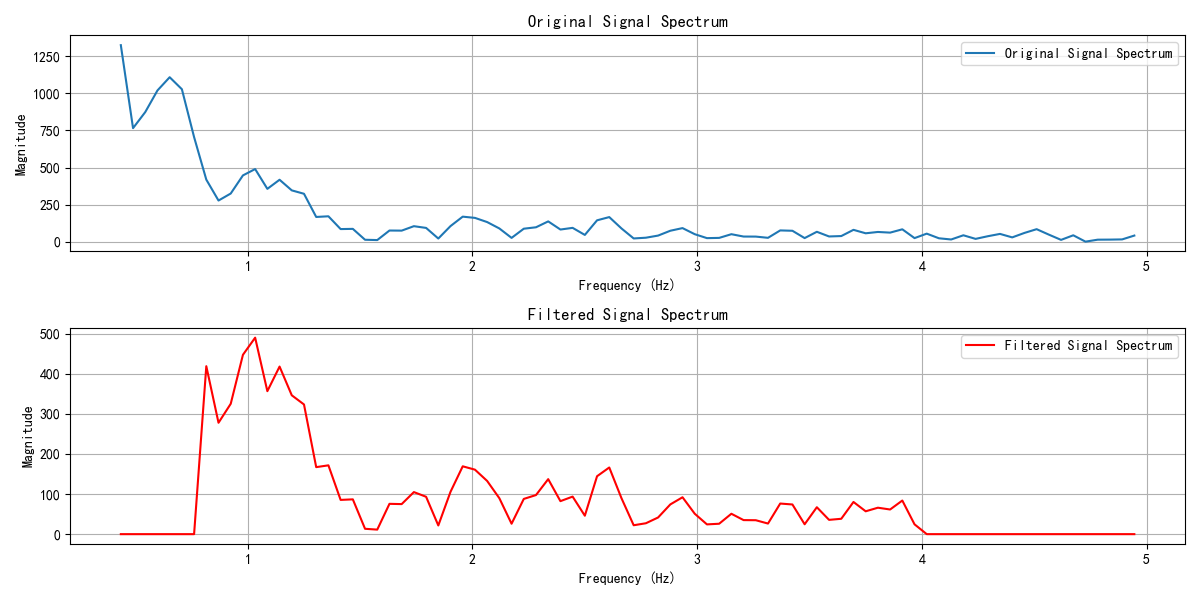 Original Signal Spectrum
1250
1000
750
500
250
0
Magnitude
Original Signal Spectrum
1 2 3 4 5
Frequency (Hz)
Filtered Signal Spectrum
500
400
300
200
100
0
Magnitude
Filtered Signal Spectrum
1 2 3 4 5
Frequency (Hz)